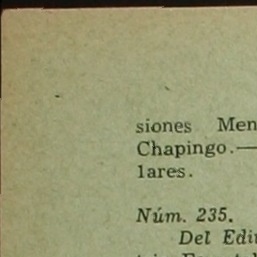 siones Men
Chapingo.—
lares.
Núm. 235.
Del Edi